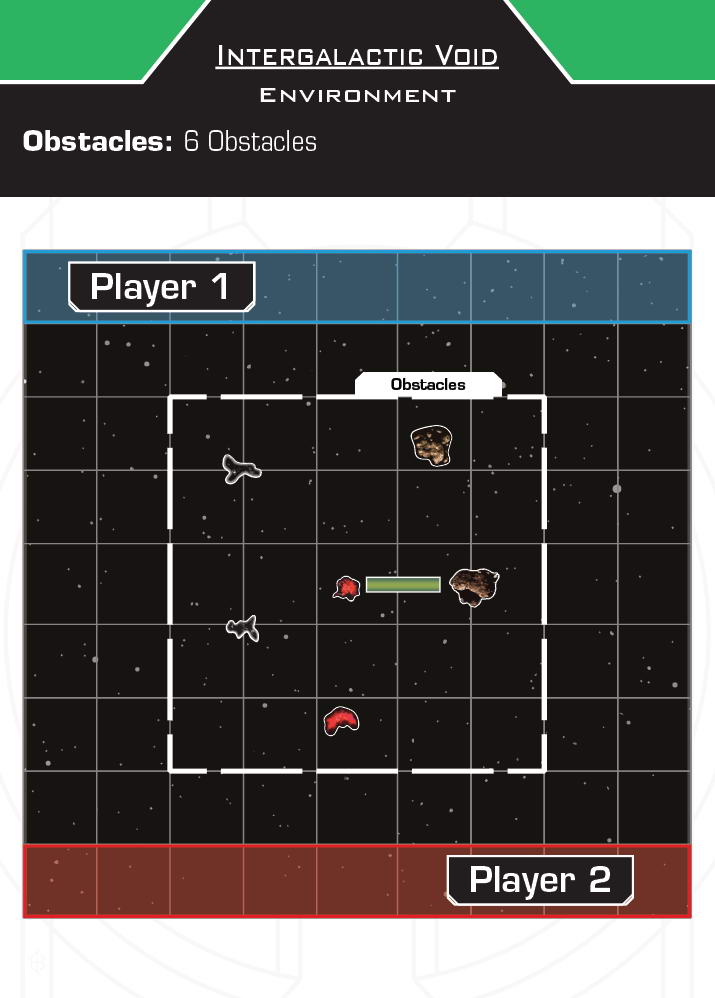 Intergalactic Void
Environment
Obstacles: 6 Obstacles
Player 1
Obstacles
Player 2